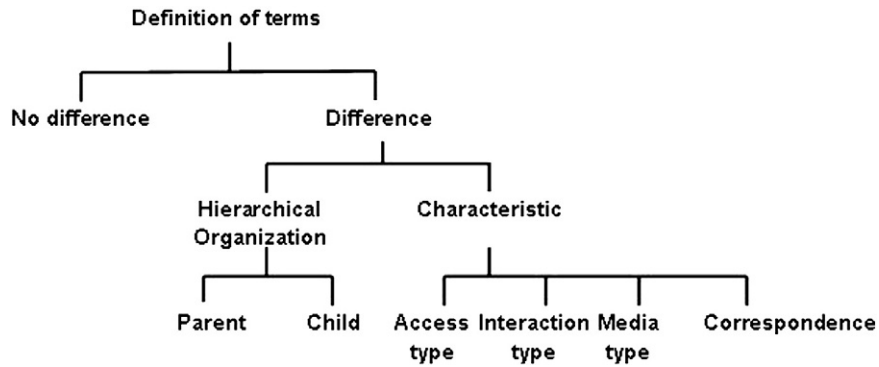 Definition of terms
No difference
Difference
Hierarchical
Organization
Characteristic
Parent
Child
Access
type
Interaction
type
Media
type
Correspondence